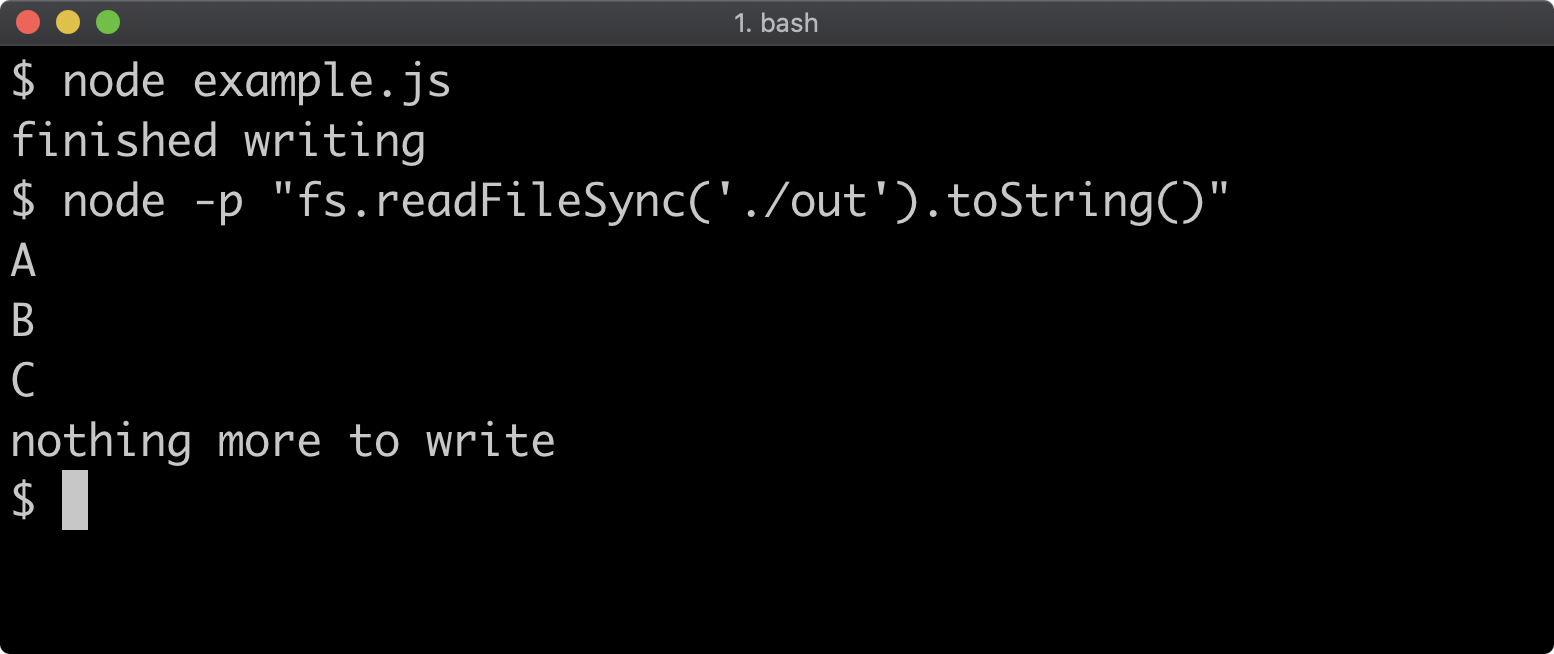 1. bash
$ node example.js
finished writing
$ node -p "fs.readFileSync('./out').toString()"
A
B
C
nothing more to write
$